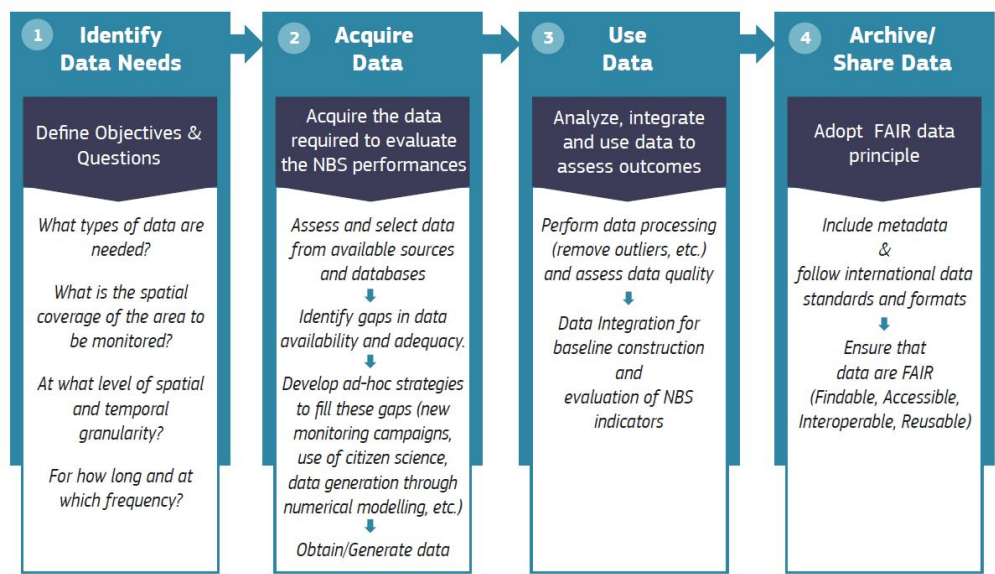 1
Identify
Data Needs
Define Objectives &
Questions
What types of data are
needed?
What is the spatial
coverage of the area to
be monitored?
At what level of spatial
and temporal
granularity?
For how long and at
which frequency?
2
Acquire
Data
Acquire the data
required to evaluate
the NBS performances
Assess and select data
from available sources
and databases
Identify gaps in data
availability and adequacy.
Develop ad-hoc strategies
to fill these gaps (new
monitoring campaigns,
use of citizen science,
data generation through
numerical modelling, etc.)
Obtain/Generate data
3
Use
Data
Analyze, integrate
and use data to
assess outcomes
Perform data processing
(remove outliers, etc.)
and assess data quality
Data Integration for
baseline construction
and
evaluation of NBS
indicators
4
Archive/
Share Data
Adopt FAIR data
principle
Include metadata
&
follow international data
standards and formats
Ensure that
data are FAIR
(Findable, Accessible,
Interoperable, Reusable)